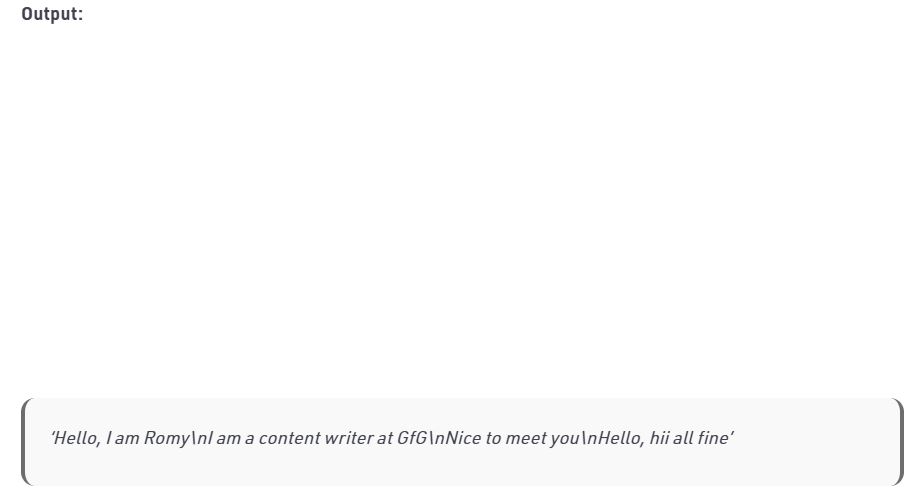 Output:
‘Hello, I am Romy\nI am a content writer at GfG\nNice to meet you\nHello, hii all fine’